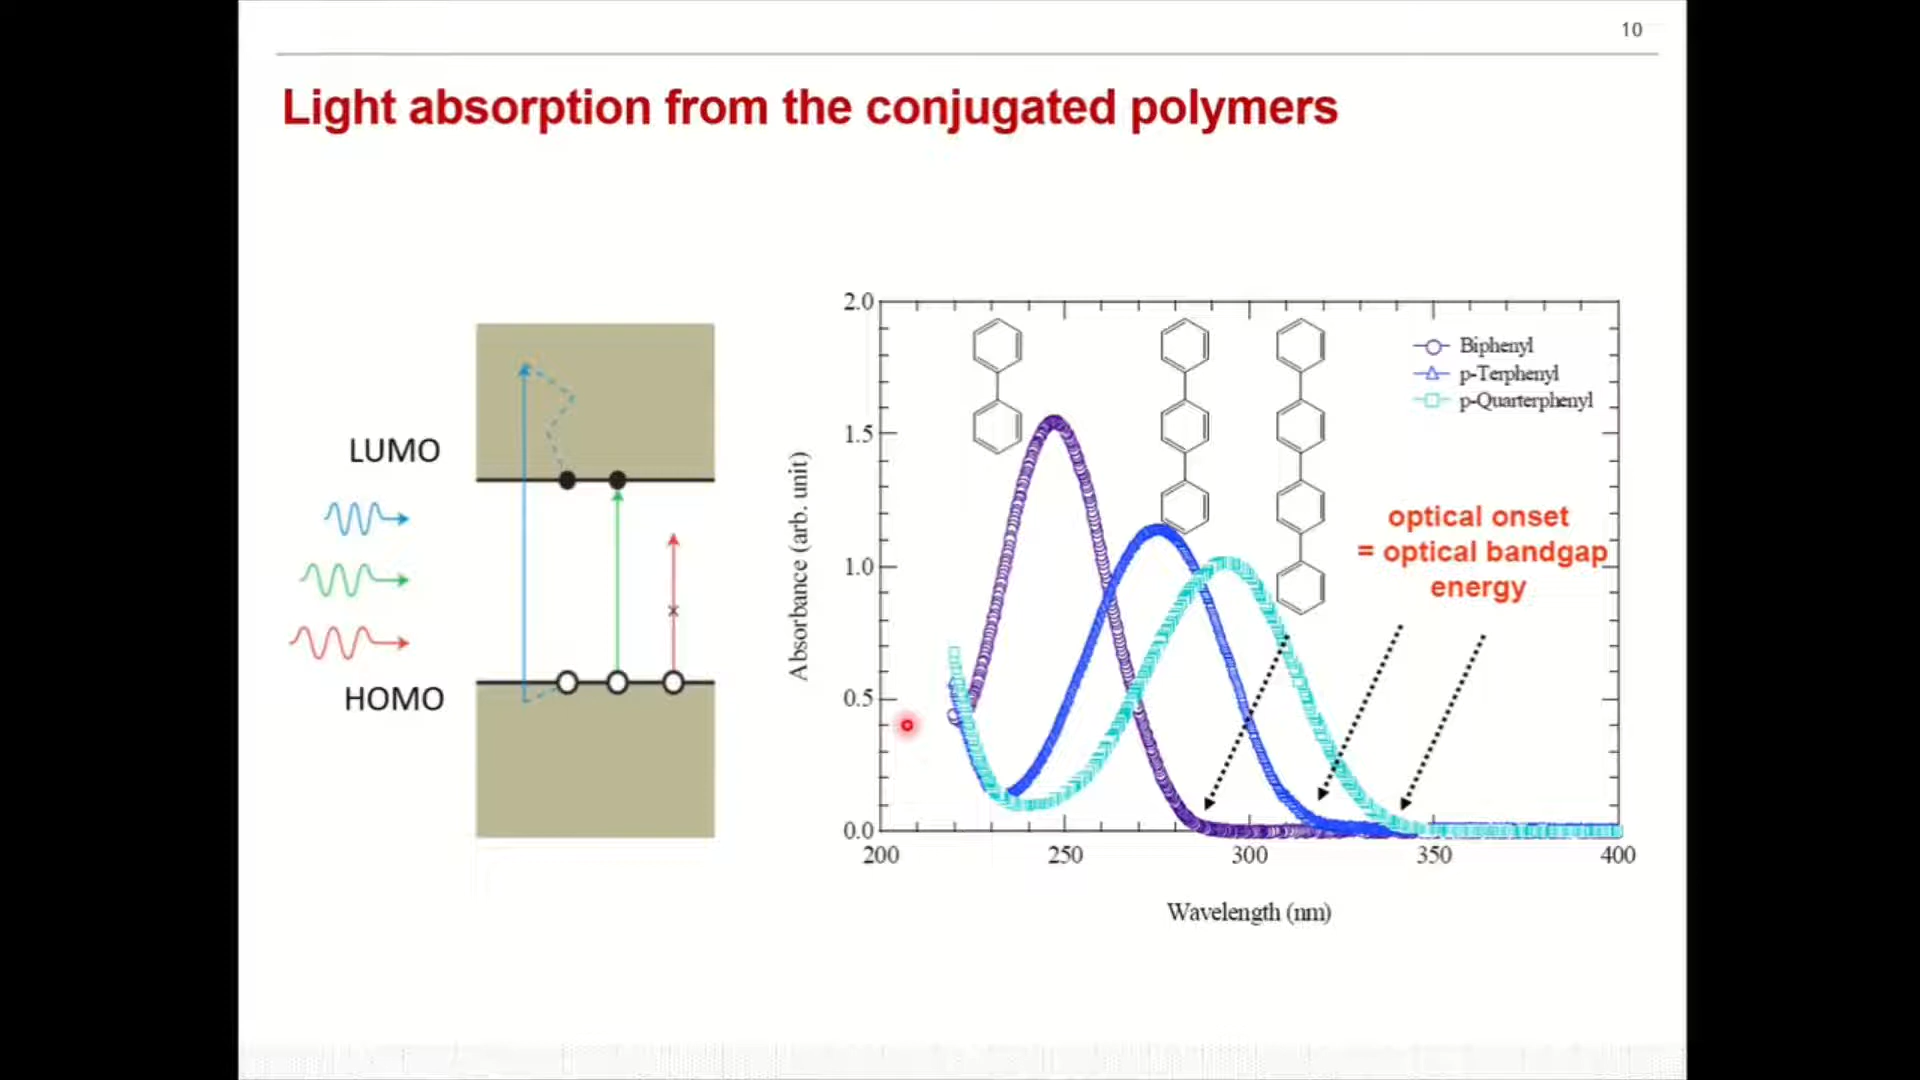 10
Light absorption from the conjugated polymers
LUMO
HOMO
2.0
1.5
1.0
0.5
0.0
Absorbance (arb. unit)
Biphenyl
p-Terphenyl
p-Quarterphenyl
optical onset
= optical bandgap
energy
200
250
300
350
400
Wavelength (nm)